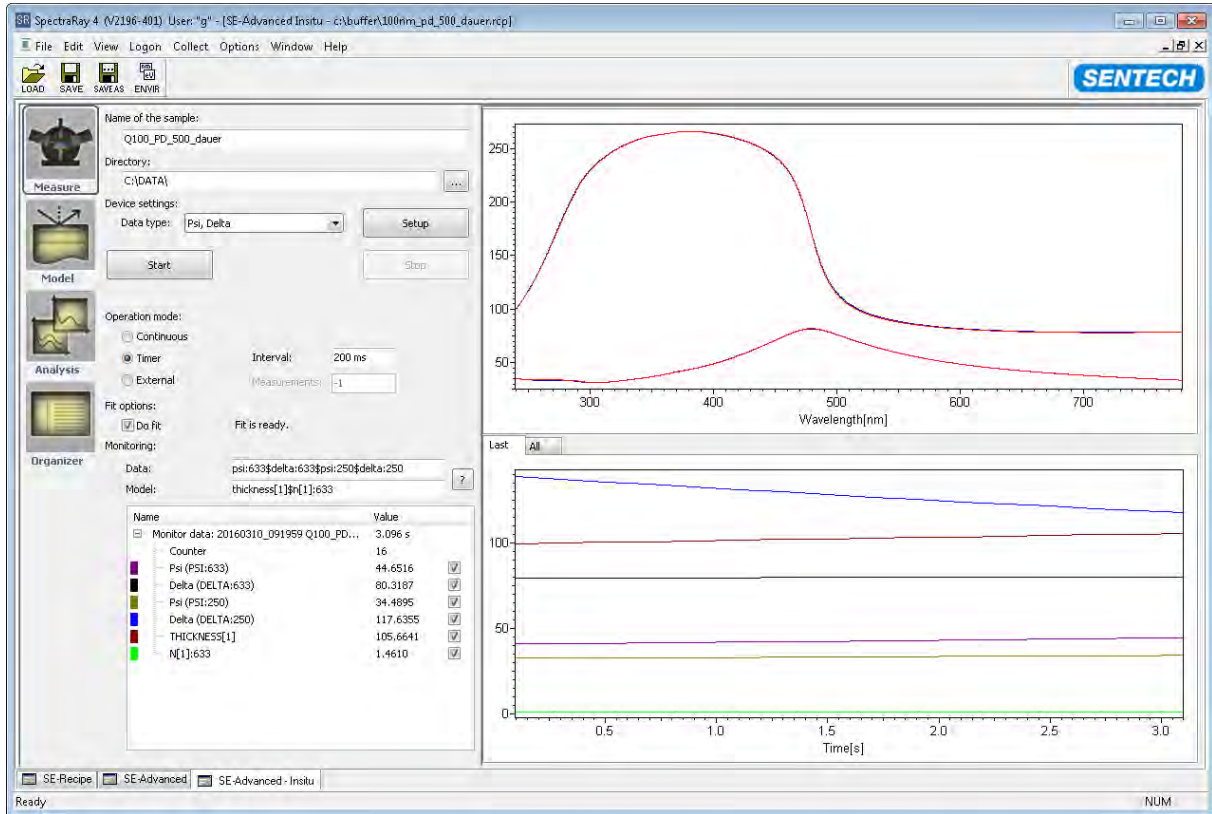 SR SpectraRay 4 (V2196-401) User: "g" - [SE-Advanced Insitu - c:\buffer\100nm_pd_500_dauer.rcp]
File Edit View Logon Collect Options Window Help
LOAD SAVE SAVEAS ENVIR
SENTECH
Measure
Model
Analysis
Organizer
Name of the sample:
Q100_PD_500_dauer
Directory:
C:\DATA\
...
Device settings:
Data type: Psi, Delta
Setup
Start
Stop
Operation mode:
Continuous
Timer Interval: 200 ms
External Measurements: -1
Fit options:
Do fit Fit is ready.
Monitoring:
Data: psi:633$delta:633$psi:250$delta:250
?
Model: thickness[1]$n[1]:633
Name Value
Monitor data: 20160310_091959 Q100_PD... 3.096 s
Counter 16
Psi (PSI:633) 44.6516
Delta (DELTA:633) 80.3187
Psi (PSI:250) 34.4895
Delta (DELTA:250) 117.6355
THICKNESS[1] 105.6641
N[1]:633 1.4610
250
200
150
100
50
300 400 500 600 700
Wavelength[nm]
Last All
100
50
0
0.5 1.0 1.5 2.0 2.5 3.0
Time[s]
SE-Recipe SE-Advanced SE-Advanced - Insitu
Ready NUM